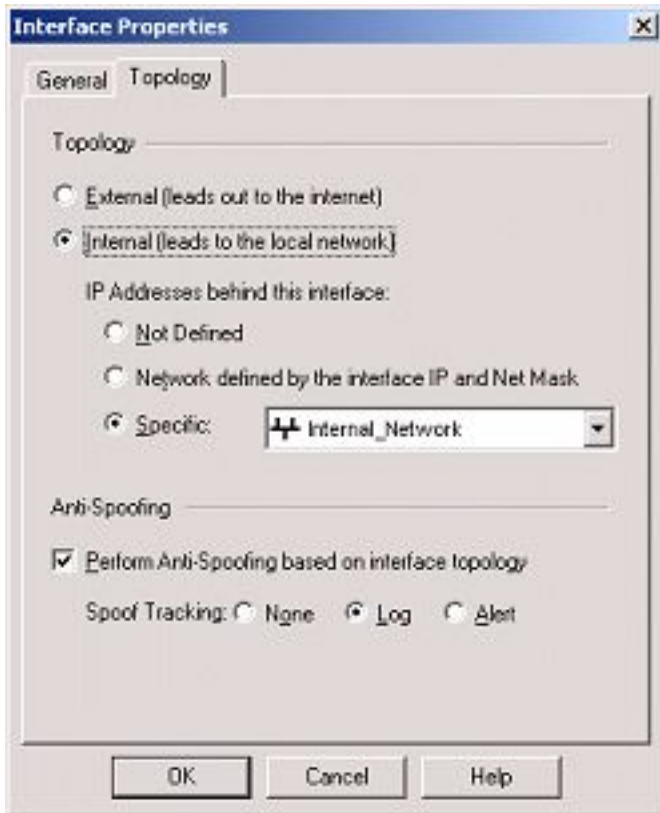 Interface Properties
General Topology
Topology
External (leads out to the internet)
Internal (leads to the local network)
IP Addresses behind this interface:
Not Defined
Network defined by the interface IP and Net Mask
Specific: Internal_Network
Anti-Spoofing
Perform Anti-Spoofing based on interface topology
Spoof Tracking: None Log Alert
OK Cancel Help